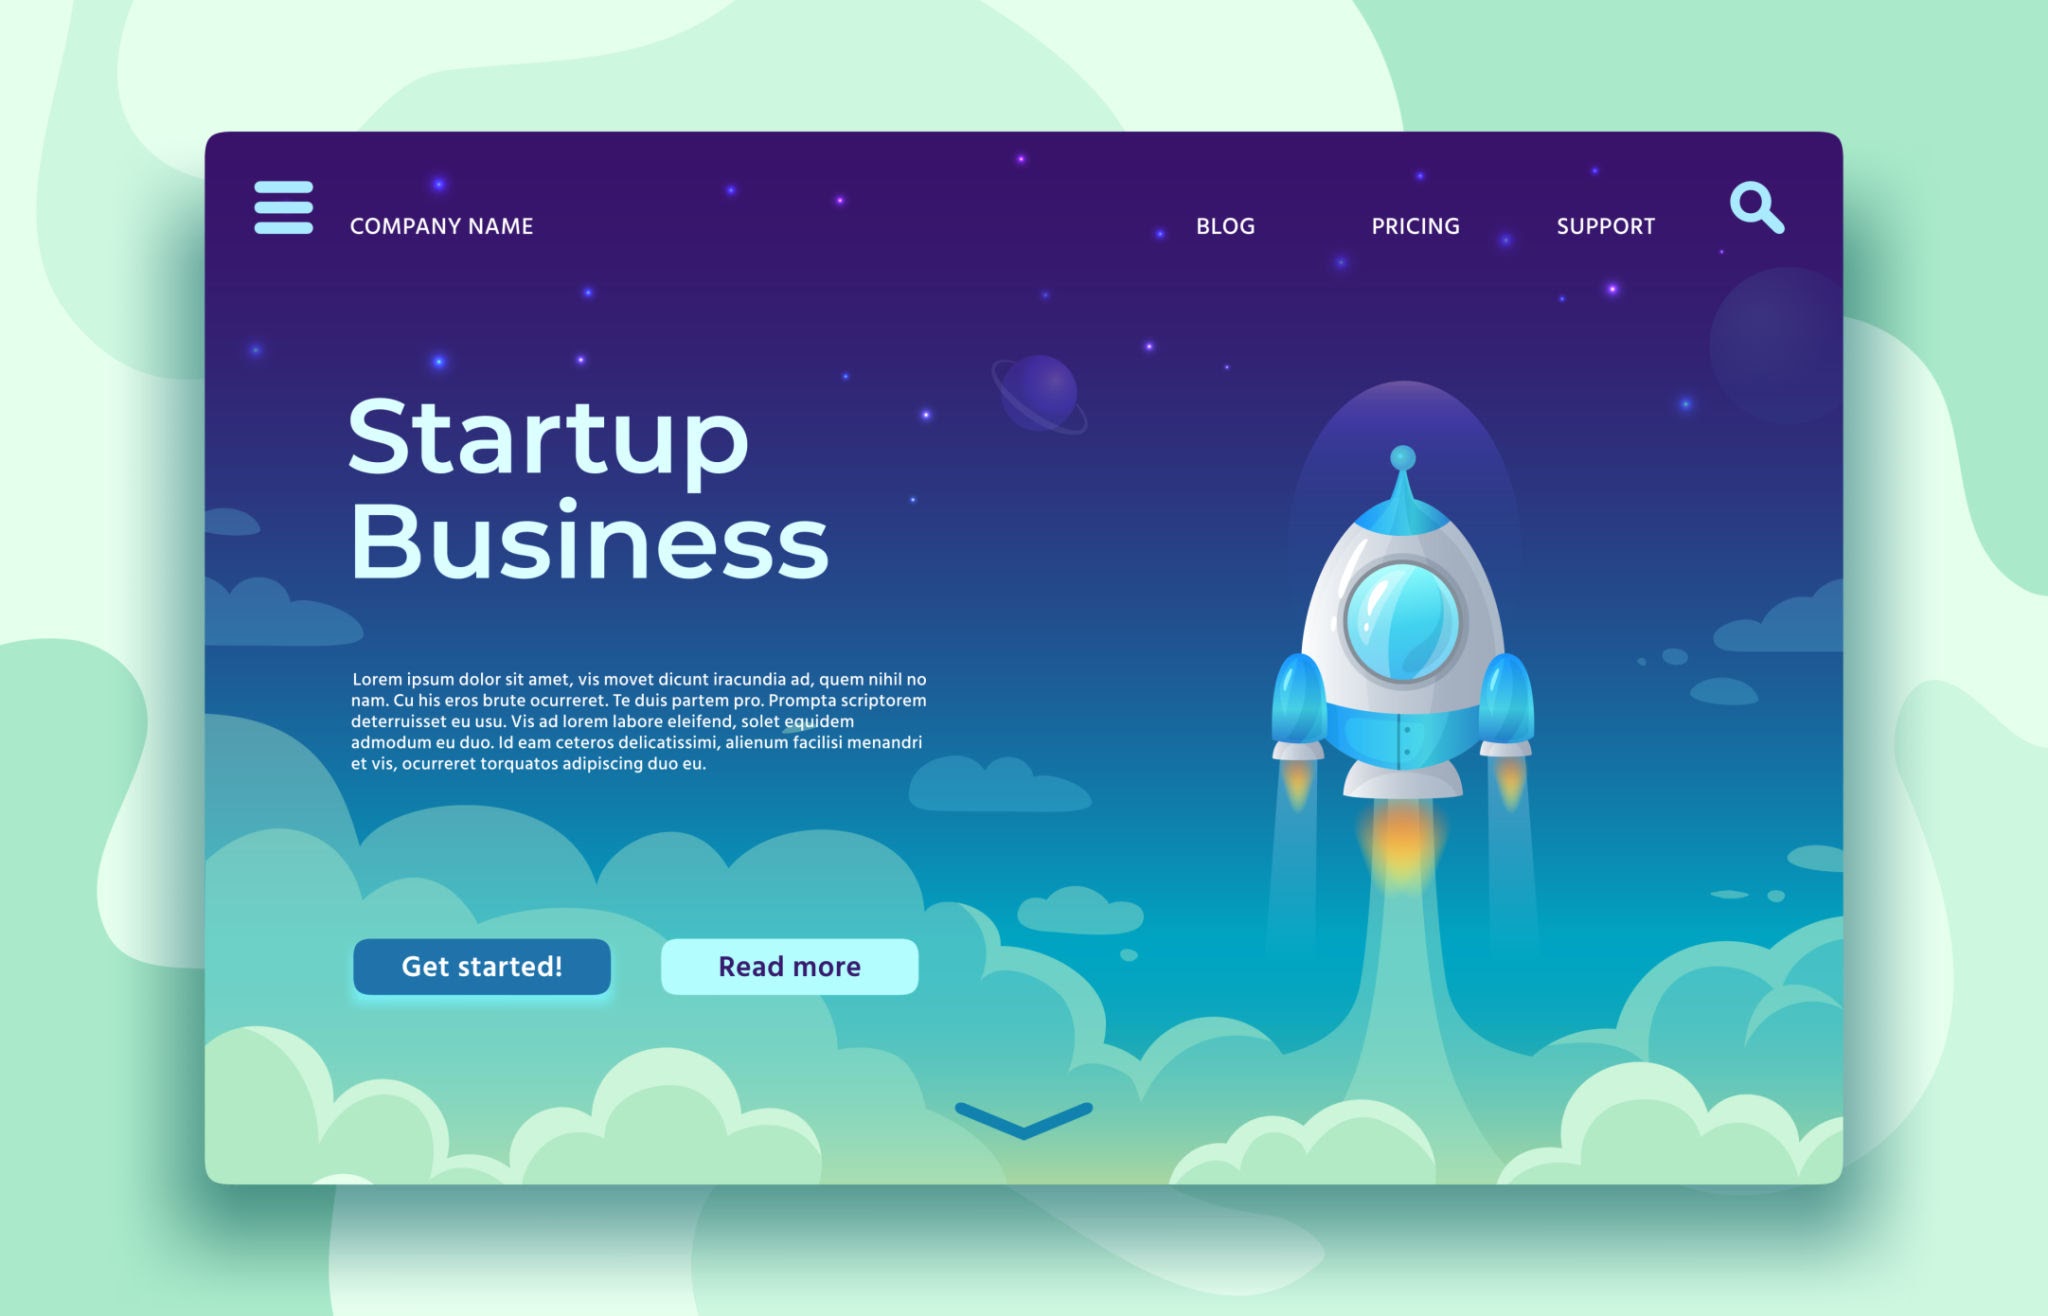 COMPANY NAME
BLOG
PRICING
SUPPORT
Startup
Business
Lorem ipsum dolor sit amet, vis movet dicunt iracundia ad, quem nihil no
nam. Cu his eros brute ocurreret. Te duis partem pro. Prompta scriptorem
deterruisset eu usu. Vis ad lorem labore eleifend, solet equidem
admodum eu duo. Id eam ceteros delicatissimi, alienum facilisi menandri
et vis, ocurreret torquatos adipiscing duo eu.
Get started!
Read more